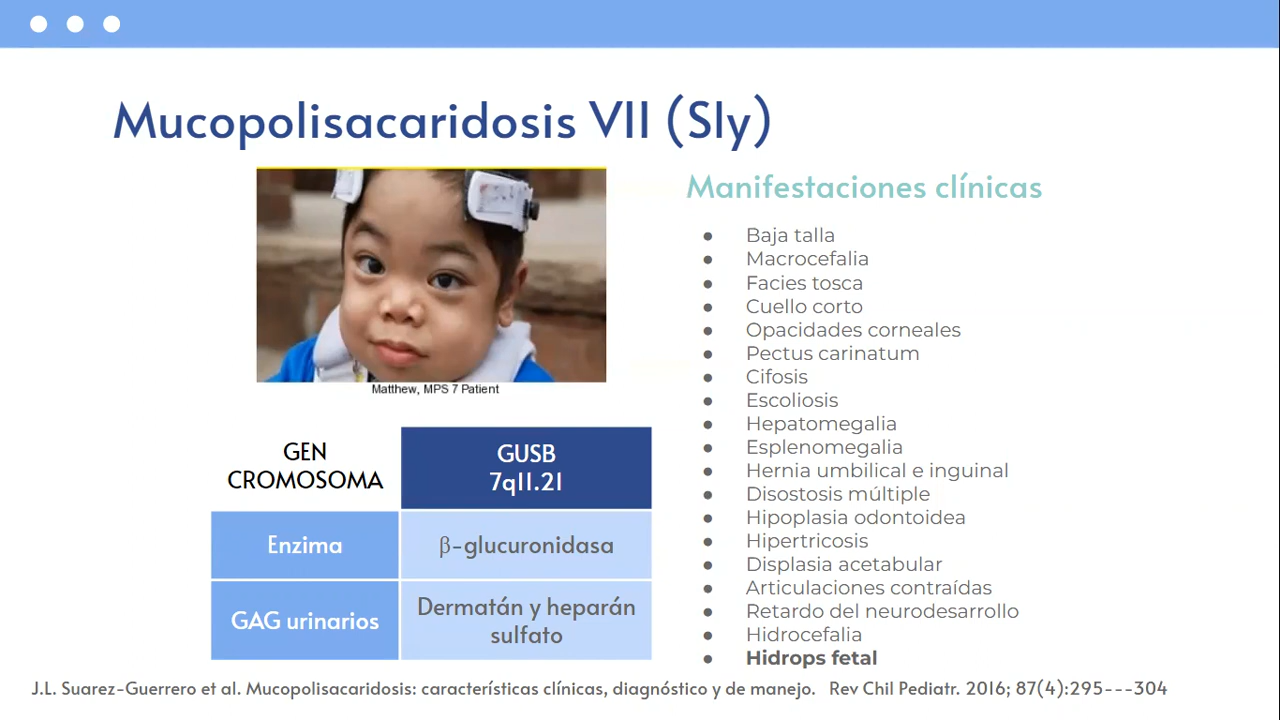 Mucopolisacaridosis VII (Sly)
Matthew, MPS 7 Patient
GEN
CROMOSOMA
GUSB
7q11.21
Enzima
β-glucuronidasa
GAG urinarios
Dermatán y heparán
sulfato
Manifestaciones clínicas
● Baja talla
● Macrocefalia
● Facies tosca
● Cuello corto
● Opacidades corneales
● Pectus carinatum
● Cifosis
● Escoliosis
● Hepatomegalia
● Esplenomegalia
● Hernia umbilical e inguinal
● Disostosis múltiple
● Hipoplasia odontoidea
● Hipertricosis
● Displasia acetabular
● Articulaciones contraídas
● Retardo del neurodesarrollo
● Hidrocefalia
● Hidrops fetal
J.L. Suarez-Guerrero et al. Mucopolisacaridosis: características clínicas, diagnóstico y de manejo. Rev Chil Pediatr. 2016; 87(4):295---304